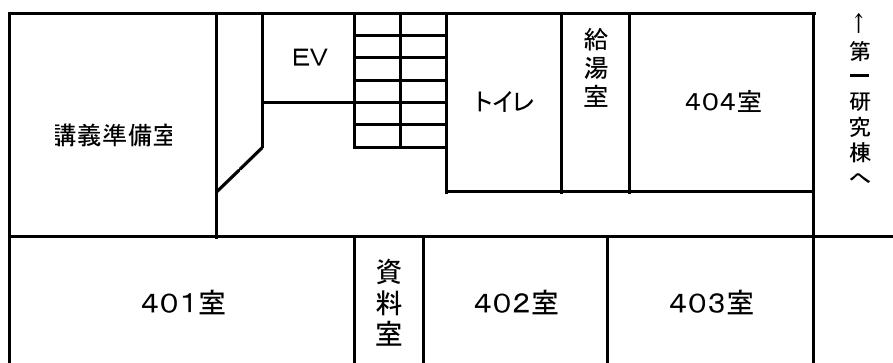 講義準備室
EV
トイレ
給湯室
404室
↑第一研究棟へ
401室
資料室
402室
403室